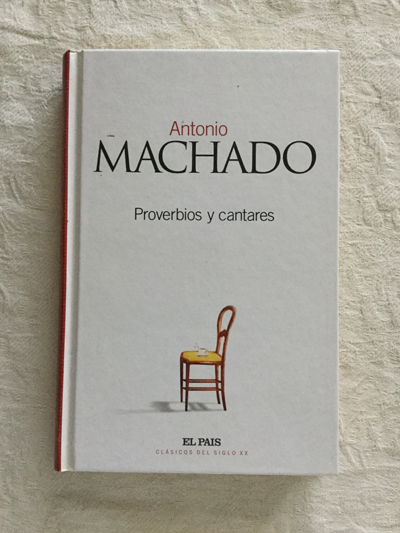 Antonio
MACHADO
Proverbios y cantares
EL PAIS
CLÁSICOS DEL SIGLO XX